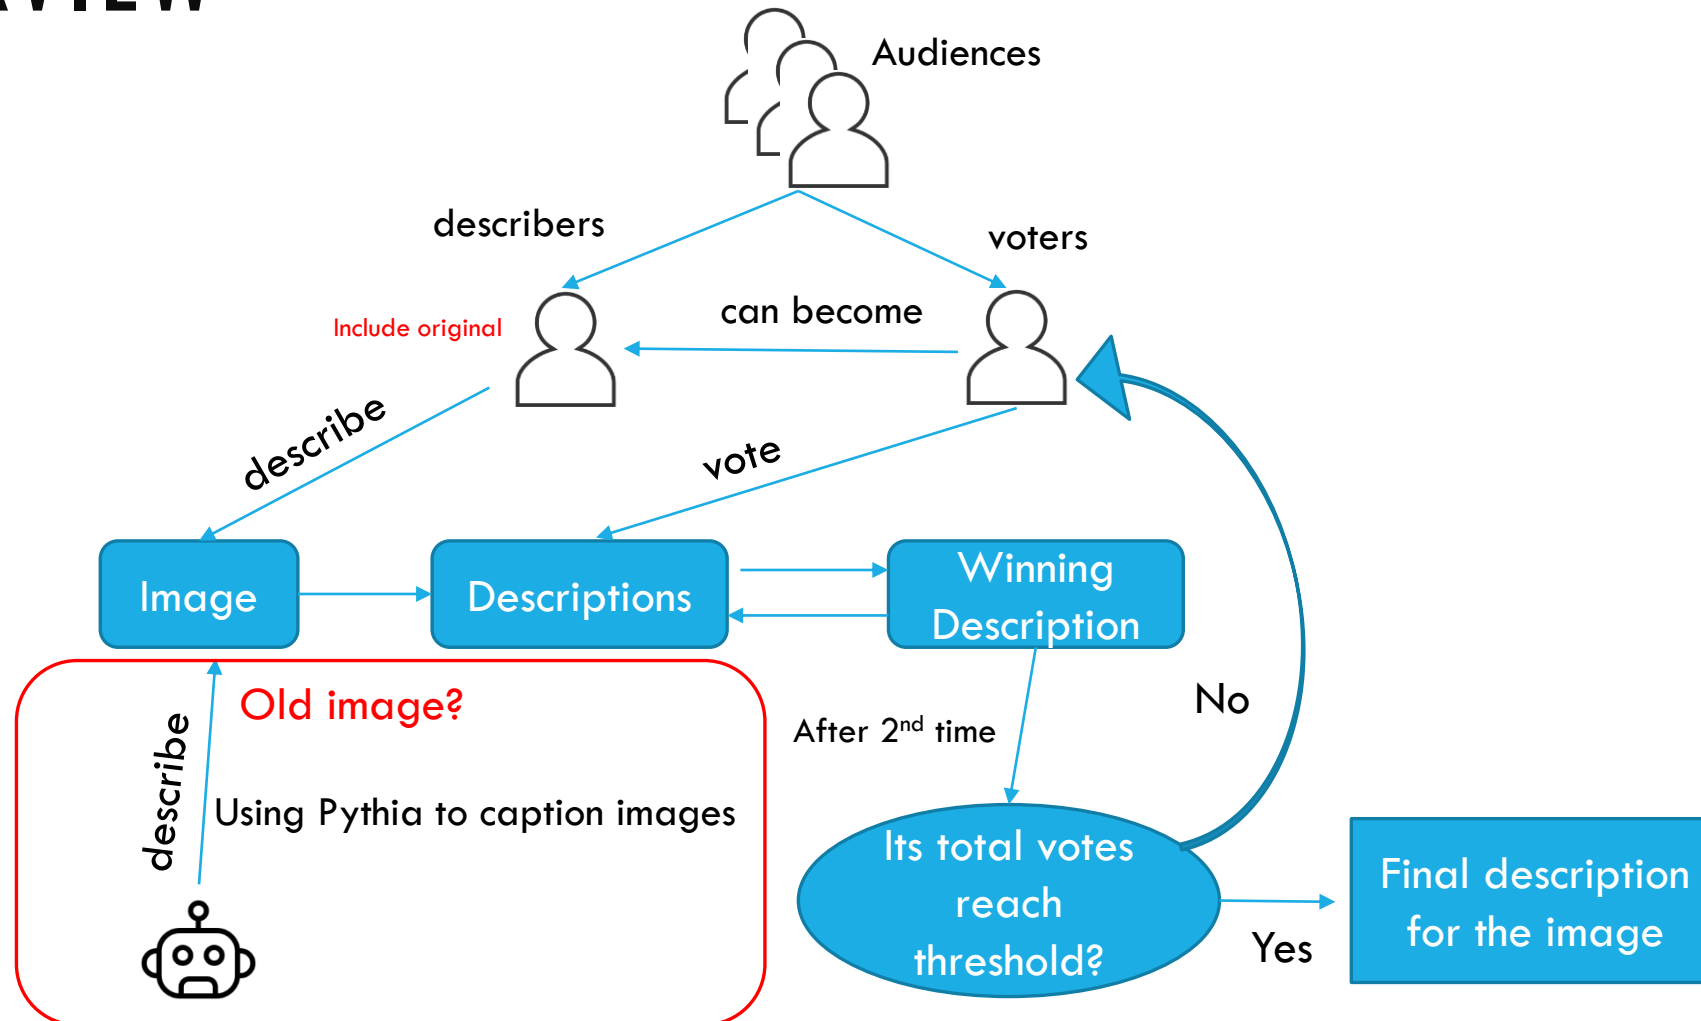 Audiences
describers
voters
Include original
can become
describe
vote
Image
Descriptions
Winning
Description
Old image?
describe
Using Pythia to caption images
After 2nd time
No
Its total votes
reach
threshold?
Yes
Final description
for the image